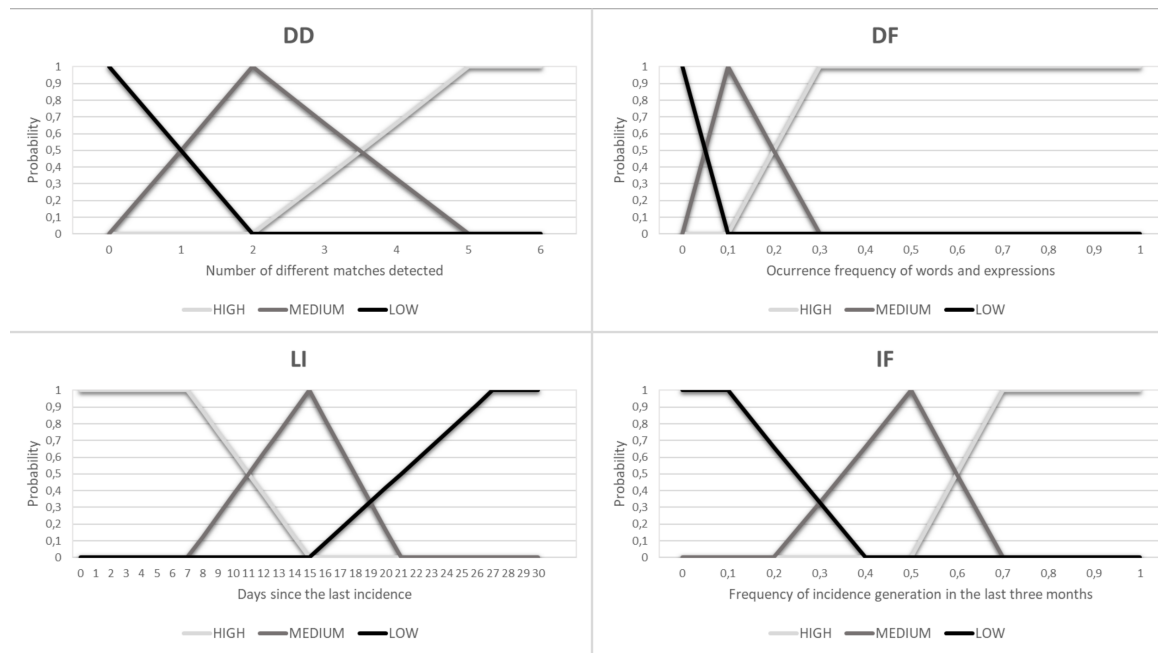 DD
1
0,9
0,8
0,7
0,6
0,5
0,4
0,3
0,2
0,1
0
Probability
0 1 2 3 4 5 6
Number of different matches detected
HIGH MEDIUM LOW
DF
1
0,9
0,8
0,7
0,6
0,5
0,4
0,3
0,2
0,1
0
Probability
0 0,1 0,2 0,3 0,4 0,5 0,6 0,7 0,8 0,9 1
Ocurrence frequency of words and expressions
HIGH MEDIUM LOW
LI
1
0,9
0,8
0,7
0,6
0,5
0,4
0,3
0,2
0,1
0
Probability
0 1 2 3 4 5 6 7 8 9 10 11 12 13 14 15 16 17 18 19 20 21 22 23 24 25 26 27 28 29 30
Days since the last incidence
HIGH MEDIUM LOW
IF
1
0,9
0,8
0,7
0,6
0,5
0,4
0,3
0,2
0,1
0
Probability
0 0,1 0,2 0,3 0,4 0,5 0,6 0,7 0,8 0,9 1
Frequency of incidence generation in the last three months
HIGH MEDIUM LOW